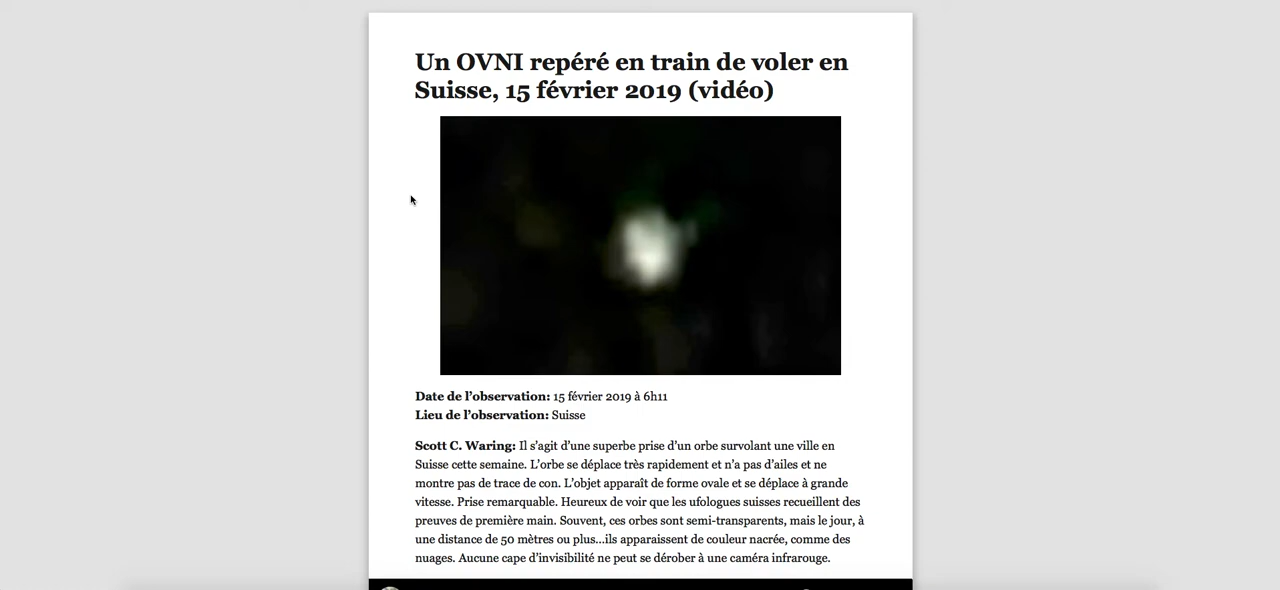 Un OVNI repéré en train de voler en
Suisse, 15 février 2019 (vidéo)
Date de l'observation: 15 février 2019 à 6h11
Lieu de l'observation: Suisse
Scott C. Waring: Il s'agit d'une superbe prise d'un orbe survolant une ville en
Suisse cette semaine. L'orbe se déplace très rapidement et n'a pas d'ailes et ne
montre pas de trace de con. L'objet apparaît de forme ovale et se déplace à grande
vitesse. Prise remarquable. Heureux de voir que les ufologues suisses recueillent des
preuves de première main. Souvent, ces orbes sont semi-transparents, mais le jour, à
une distance de 50 mètres ou plus...ils apparaissent de couleur nacrée, comme des
nuages. Aucune cape d'invisibilité ne peut se dérober à une caméra infrarouge.